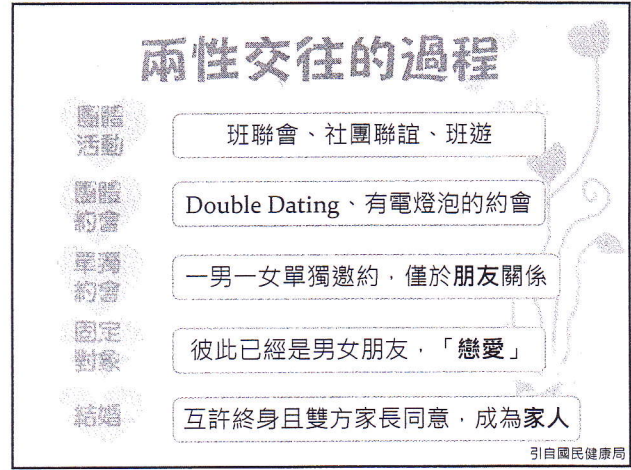 兩性交往的過程
團體
活動
班聯會、社團聯誼、班遊
團體
約會
Double Dating、有電燈泡的約會
單獨
約會
一男一女單獨邀約，僅於朋友關係
固定
對象
彼此已經是男女朋友，「戀愛」
結婚
互許終身且雙方家長同意，成為家人
引自國民健康局